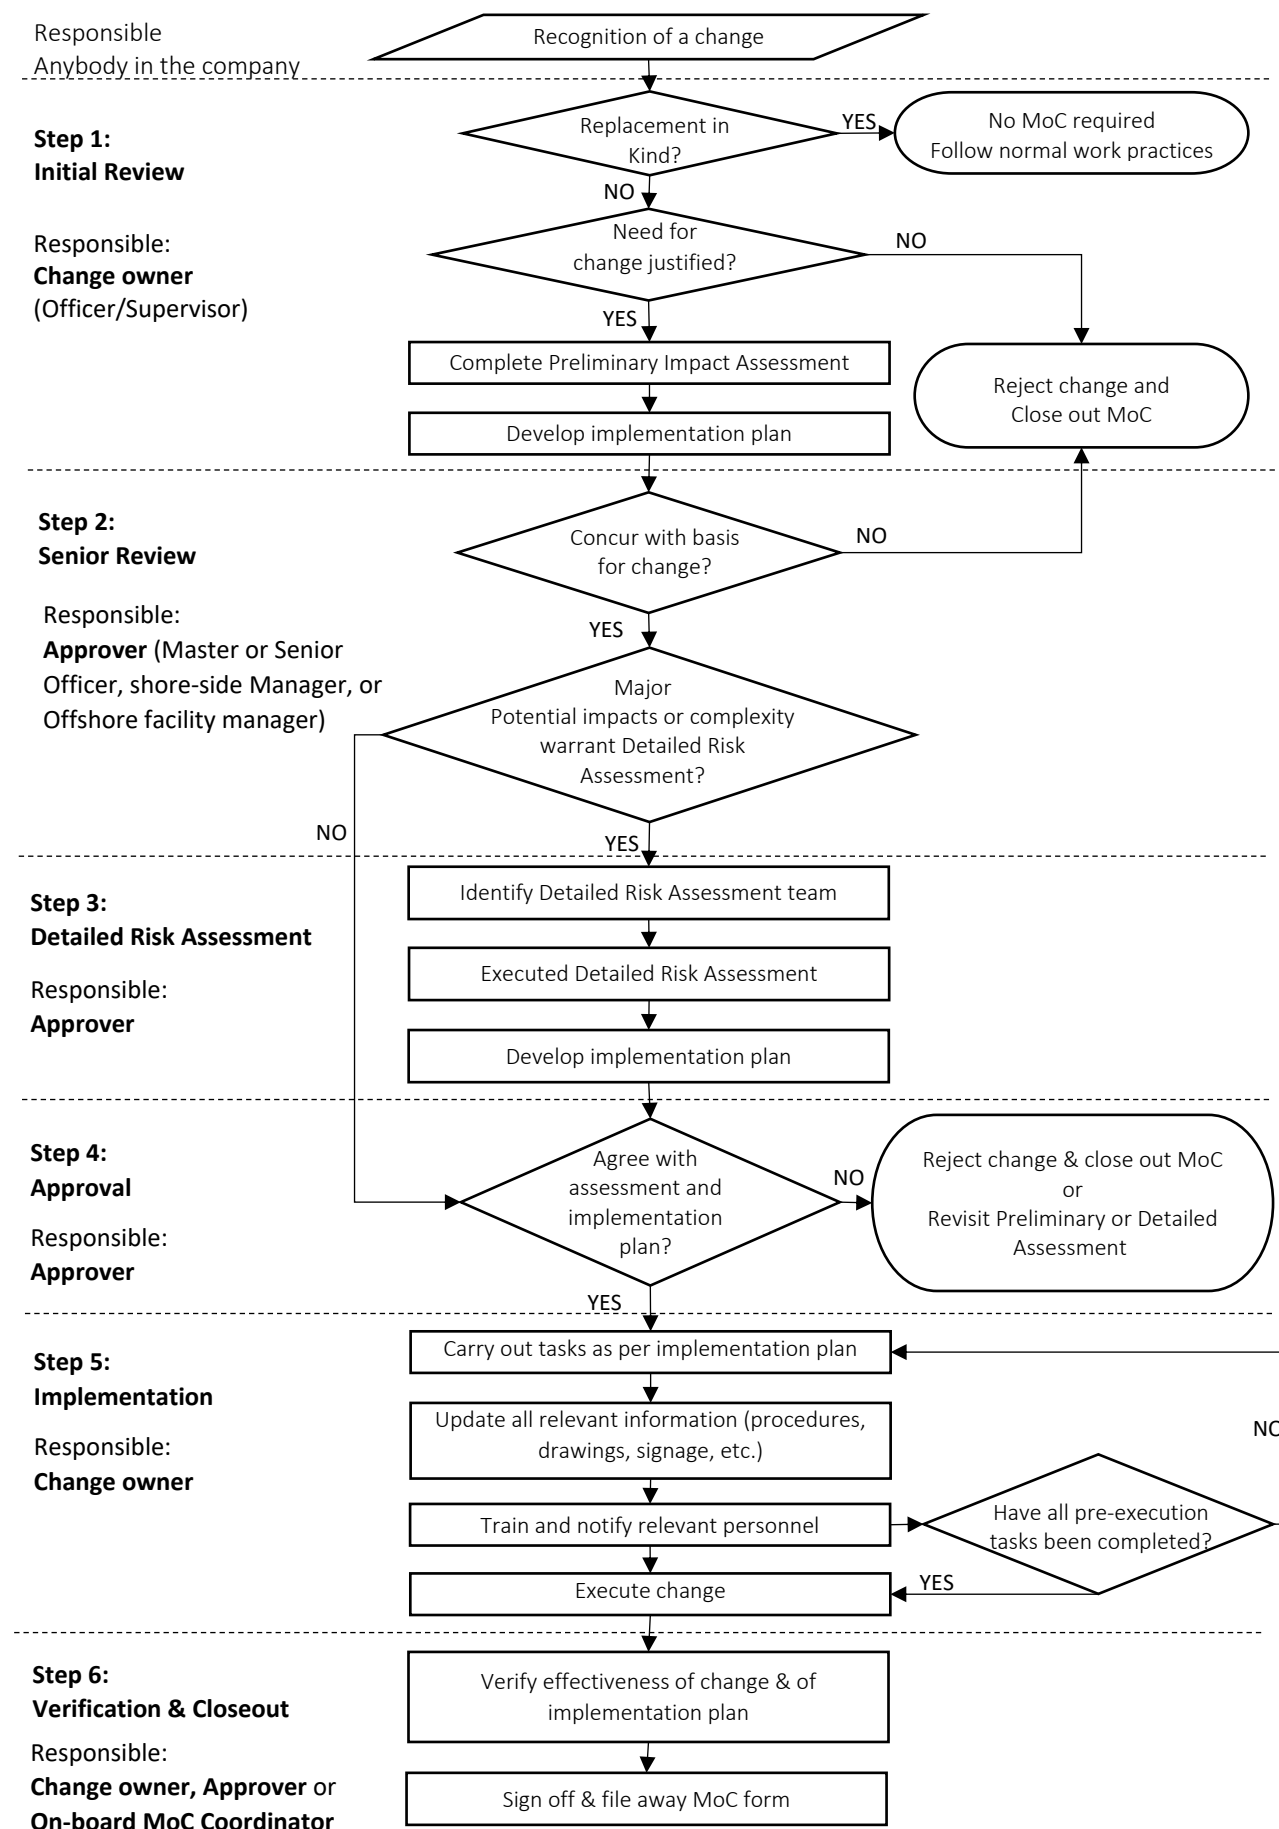 Responsible
Anybody in the company
Recognition of a change
Step 1:
Initial Review
Responsible:
Change owner
(Officer/Supervisor)
Replacement in
Kind?
YES
No MoC required
Follow normal work practices
NO
Need for
change justified?
NO
YES
Complete Preliminary Impact Assessment
Develop implementation plan
Reject change and
Close out MoC
Step 2:
Senior Review
Responsible:
Approver (Master or Senior
Officer, shore-side Manager, or
Offshore facility manager)
Concur with basis
for change?
NO
YES
Major
Potential impacts or complexity
warrant Detailed Risk
Assessment?
NO
YES
Step 3:
Detailed Risk Assessment
Responsible:
Approver
Identify Detailed Risk Assessment team
Executed Detailed Risk Assessment
Develop implementation plan
Step 4:
Approval
Responsible:
Approver
Agree with
assessment and
implementation
plan?
NO
Reject change & close out MoC
or
Revisit Preliminary or Detailed
Assessment
YES
Step 5:
Implementation
Responsible:
Change owner
Carry out tasks as per implementation plan
Update all relevant information (procedures,
drawings, signage, etc.)
Train and notify relevant personnel
Have all pre-execution
tasks been completed?
NO
YES
Execute change
Step 6:
Verification & Closeout
Responsible:
Change owner, Approver or
On-board MoC Coordinator
Verify effectiveness of change & of
implementation plan
Sign off & file away MoC form